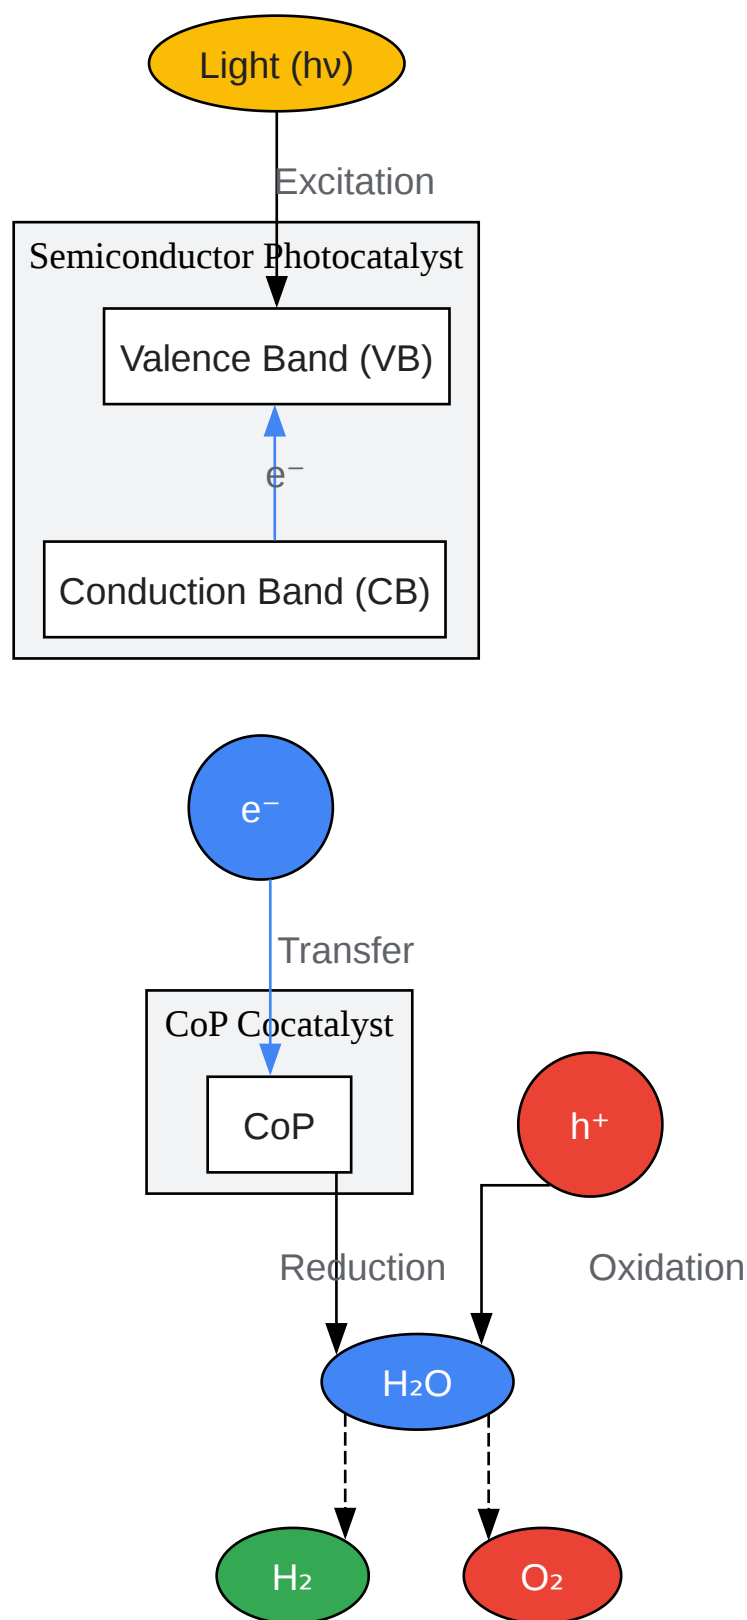 Light (hν)
Excitation
Semiconductor Photocatalyst
Valence Band (VB)
e⁻
Conduction Band (CB)
e⁻
Transfer
CoP Cocatalyst
CoP
h⁺
Reduction
Oxidation
H₂O
H₂
O₂